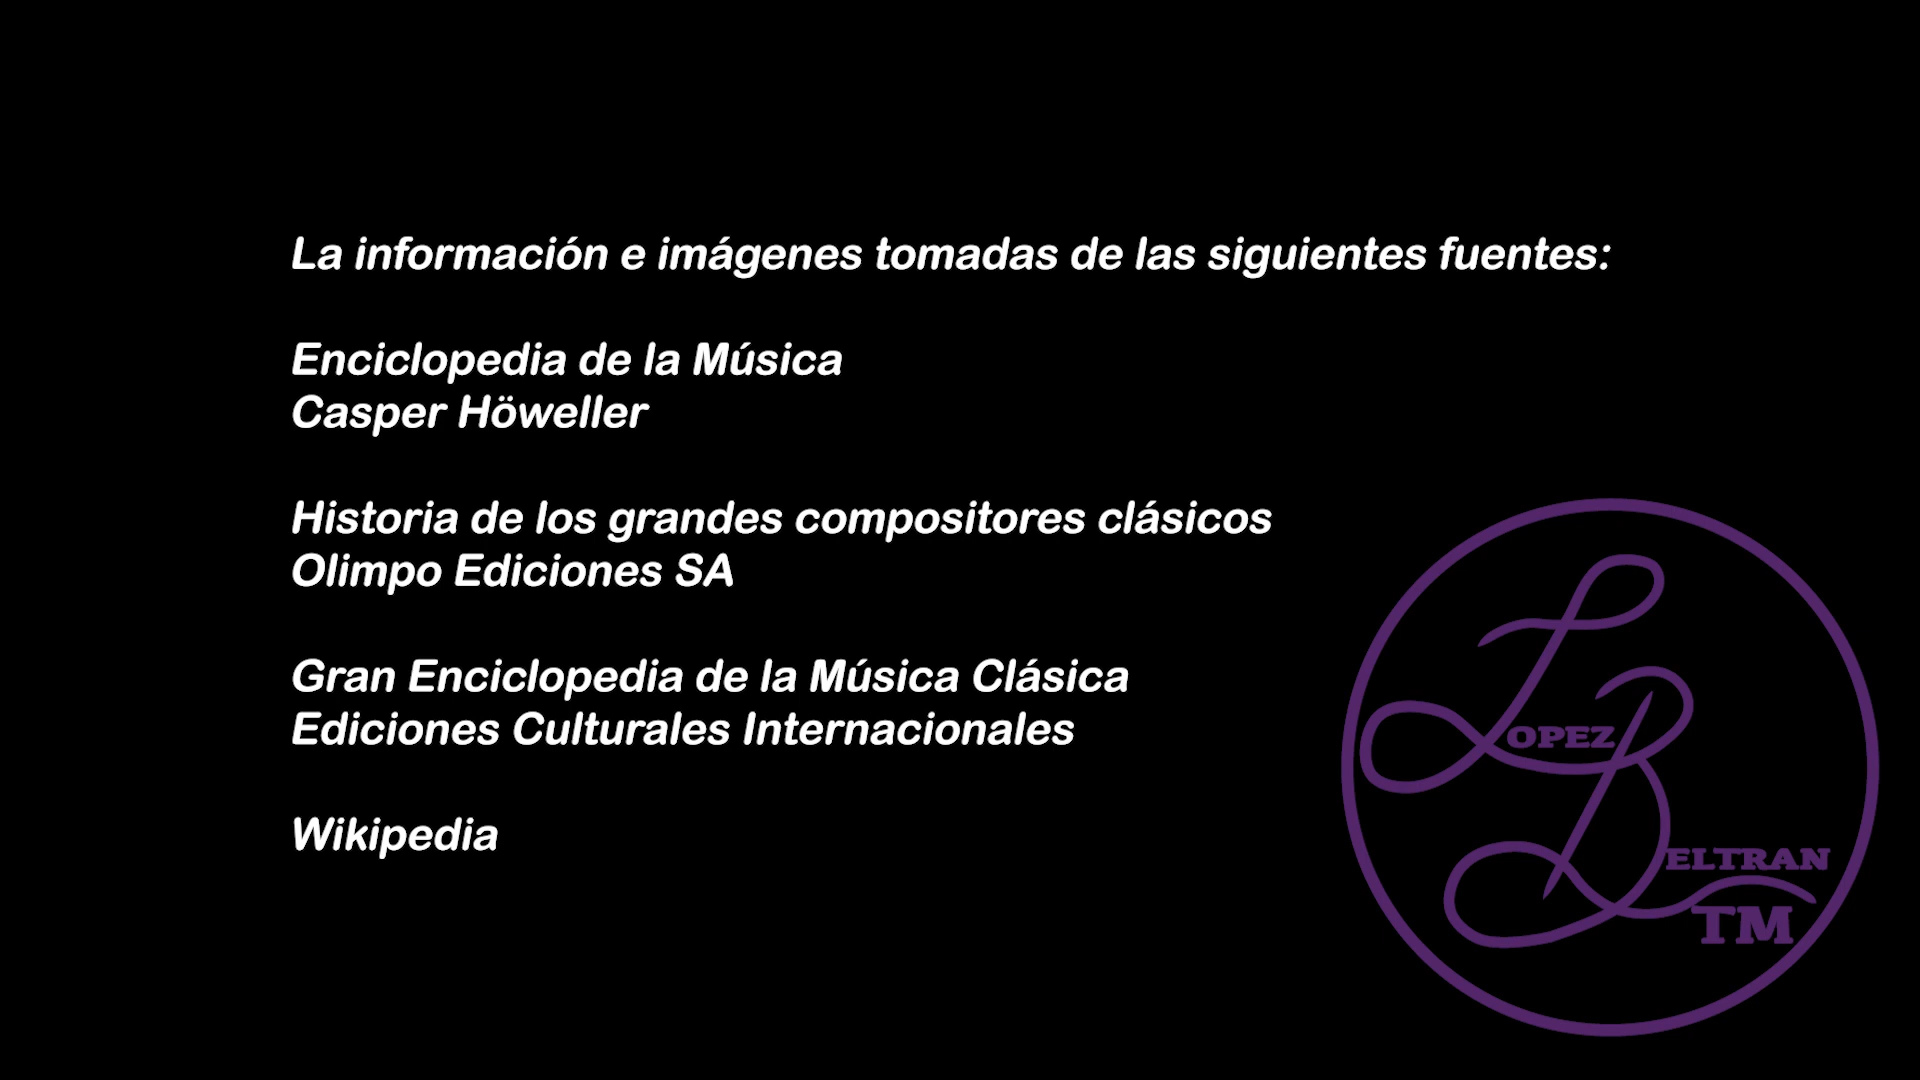 La información e imágenes tomadas de las siguientes fuentes:
Enciclopedia de la Música
Casper Höweller
Historia de los grandes compositores clásicos
Olimpo Ediciones SA
Gran Enciclopedia de la Música Clásica
Ediciones Culturales Internacionales
Wikipedia
LOPEZ
BELTRAN
TM